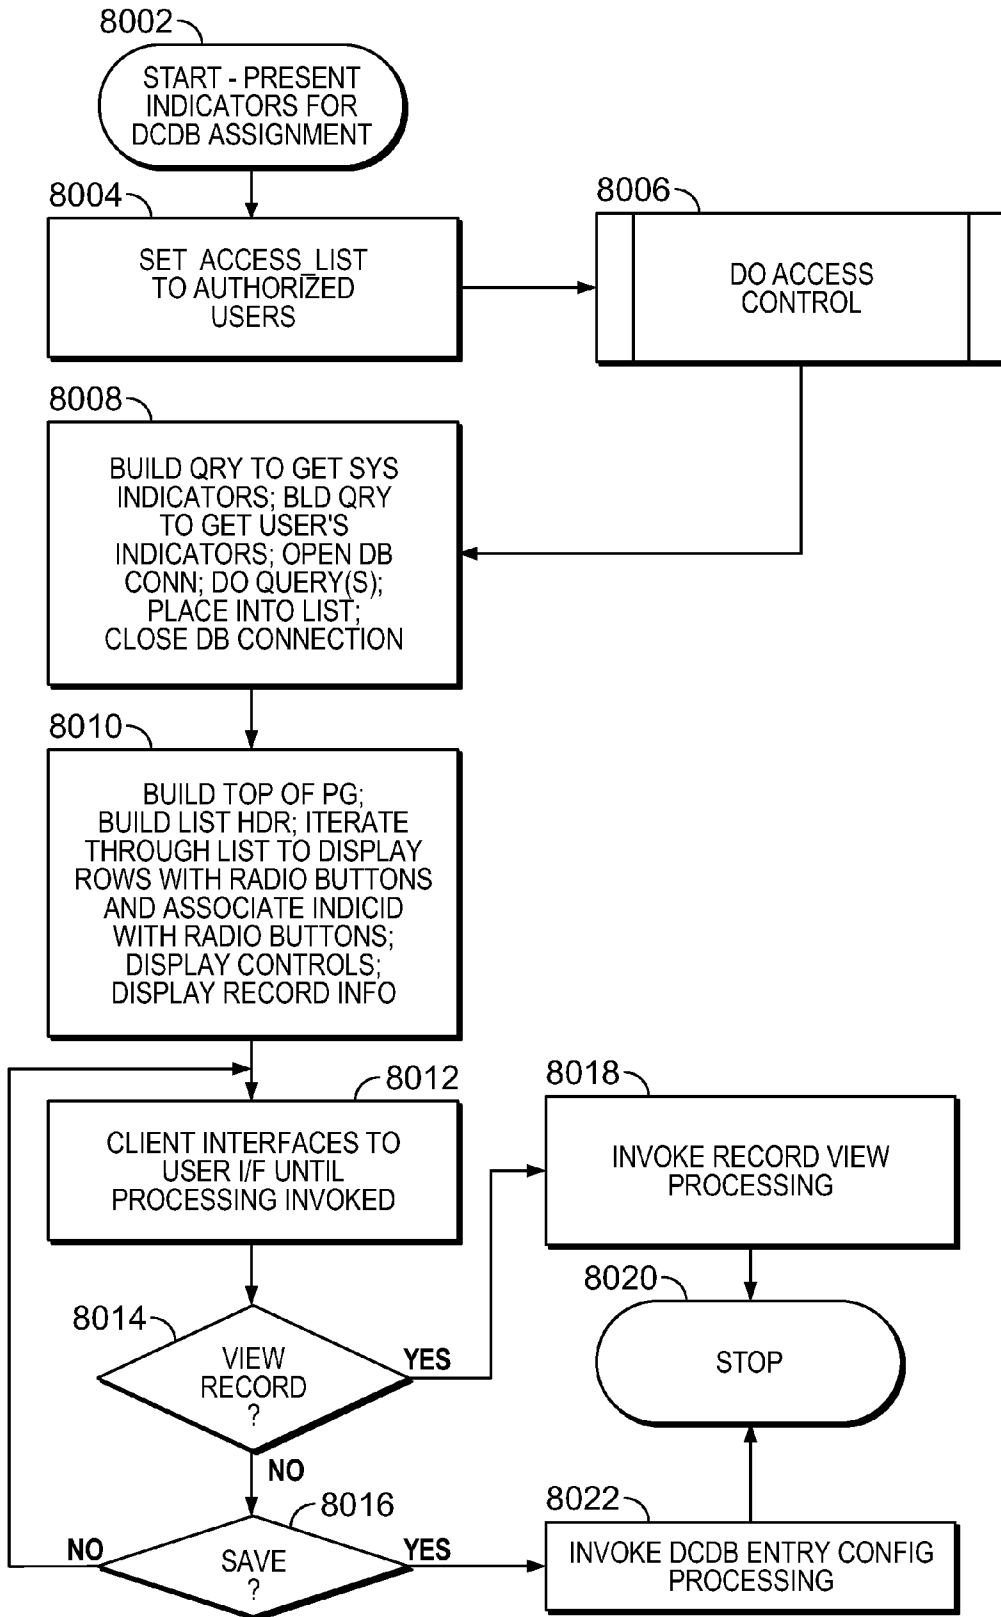 8002
START - PRESENT
INDICATORS FOR
DCDB ASSIGNMENT
8004
SET ACCESS_LIST
TO AUTHORIZED
USERS
8006
DO ACCESS
CONTROL
8008
BUILD QRY TO GET SYS
INDICATORS; BLD QRY
TO GET USER'S
INDICATORS; OPEN DB
CONN; DO QUERY(S);
PLACE INTO LIST;
CLOSE DB CONNECTION
8010
BUILD TOP OF PG;
BUILD LIST HDR; ITERATE
THROUGH LIST TO DISPLAY
ROWS WITH RADIO BUTTONS
AND ASSOCIATE INDICID
WITH RADIO BUTTONS;
DISPLAY CONTROLS;
DISPLAY RECORD INFO
8012
CLIENT INTERFACES TO
USER I/F UNTIL
PROCESSING INVOKED
8018
INVOKE RECORD VIEW
PROCESSING
8014
VIEW
RECORD
?
YES
NO
8020
STOP
8016
SAVE
?
NO
YES
8022
INVOKE DCDB ENTRY CONFIG
PROCESSING